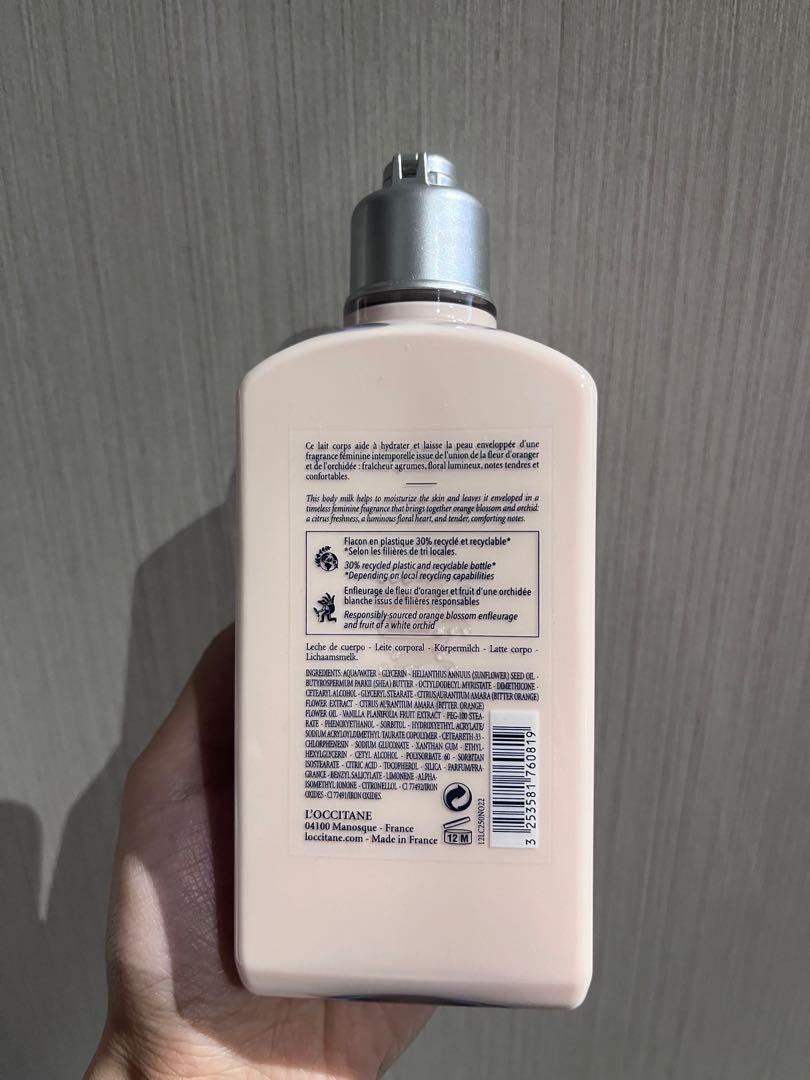 Ce lait corps aide à hydrater et laisse la peau enveloppée d'une
fragrance féminine intemporelle issue de l'union de la fleur d'oranger
et de l'orchidée : fraîcheur agrumes, floral lumineux, notes tendres et
confortables.
This body milk helps to moisturize the skin and leaves it enveloped in a
timeless feminine fragrance that brings together orange blossom and orchid:
a citrus freshness, a luminous floral heart, and tender, comforting notes.
Flacon en plastique 30% recyclé et recyclable*
*Selon les filières de tri locales.
30% recycled plastic and recyclable bottle*
*Depending on local recycling capabilities
Enfleurage de fleur d'oranger et fruit d'une orchidée
blanche issus de filières responsables
Responsibly-sourced orange blossom enfleurage
and fruit of a white orchid
Leche de cuerpo - Leite corporal - Körpermilch - Latte corpo -
Lichaamsmelk.
INGREDIENTS: AQUA/WATER - GLYCERIN - HELIANTHUS ANNUUS (SUNFLOWER) SEED OIL -
BUTYROSPERMUM PARKII (SHEA) BUTTER - OCTYLDODECYL MYRISTATE - DIMETHICONE -
CETEARYL ALCOHOL - GLYCERYL STEARATE - CITRUS AURANTIUM AMARA (BITTER ORANGE)
FLOWER EXTRACT - CITRUS AURANTIUM AMARA (BITTER ORANGE)
FLOWER OIL - VANILLA PLANIFOLIA FRUIT EXTRACT - PEG-100 STEA-
RATE - PHENOXYETHANOL - SORBITOL - HYDROXYETHYL ACRYLATE/
SODIUM ACRYLOYLDIMETHYL TAURATE COPOLYMER - CETEARETH-33 -
CHLORPHENESIN - SODIUM GLUCONATE - XANTHAN GUM - ETHYL-
HEXYLGLYCERIN - CETYL ALCOHOL - POLYSORBATE 60 - SORBITAN
ISOSTEARATE - CITRIC ACID - TOCOPHEROL - SILICA - PARFUM/FRA-
GRANCE - BENZYL SALICYLATE - LIMONENE - ALPHA-
ISOMETHYL IONONE - CITRONELLOL - CI 77492/IRON
OXIDES - CI 77491/IRON OXIDES.
L'OCCITANE
04100 Manosque - France
loccitane.com - Made in France
12 M
12LC250NO22
3 253581 760819